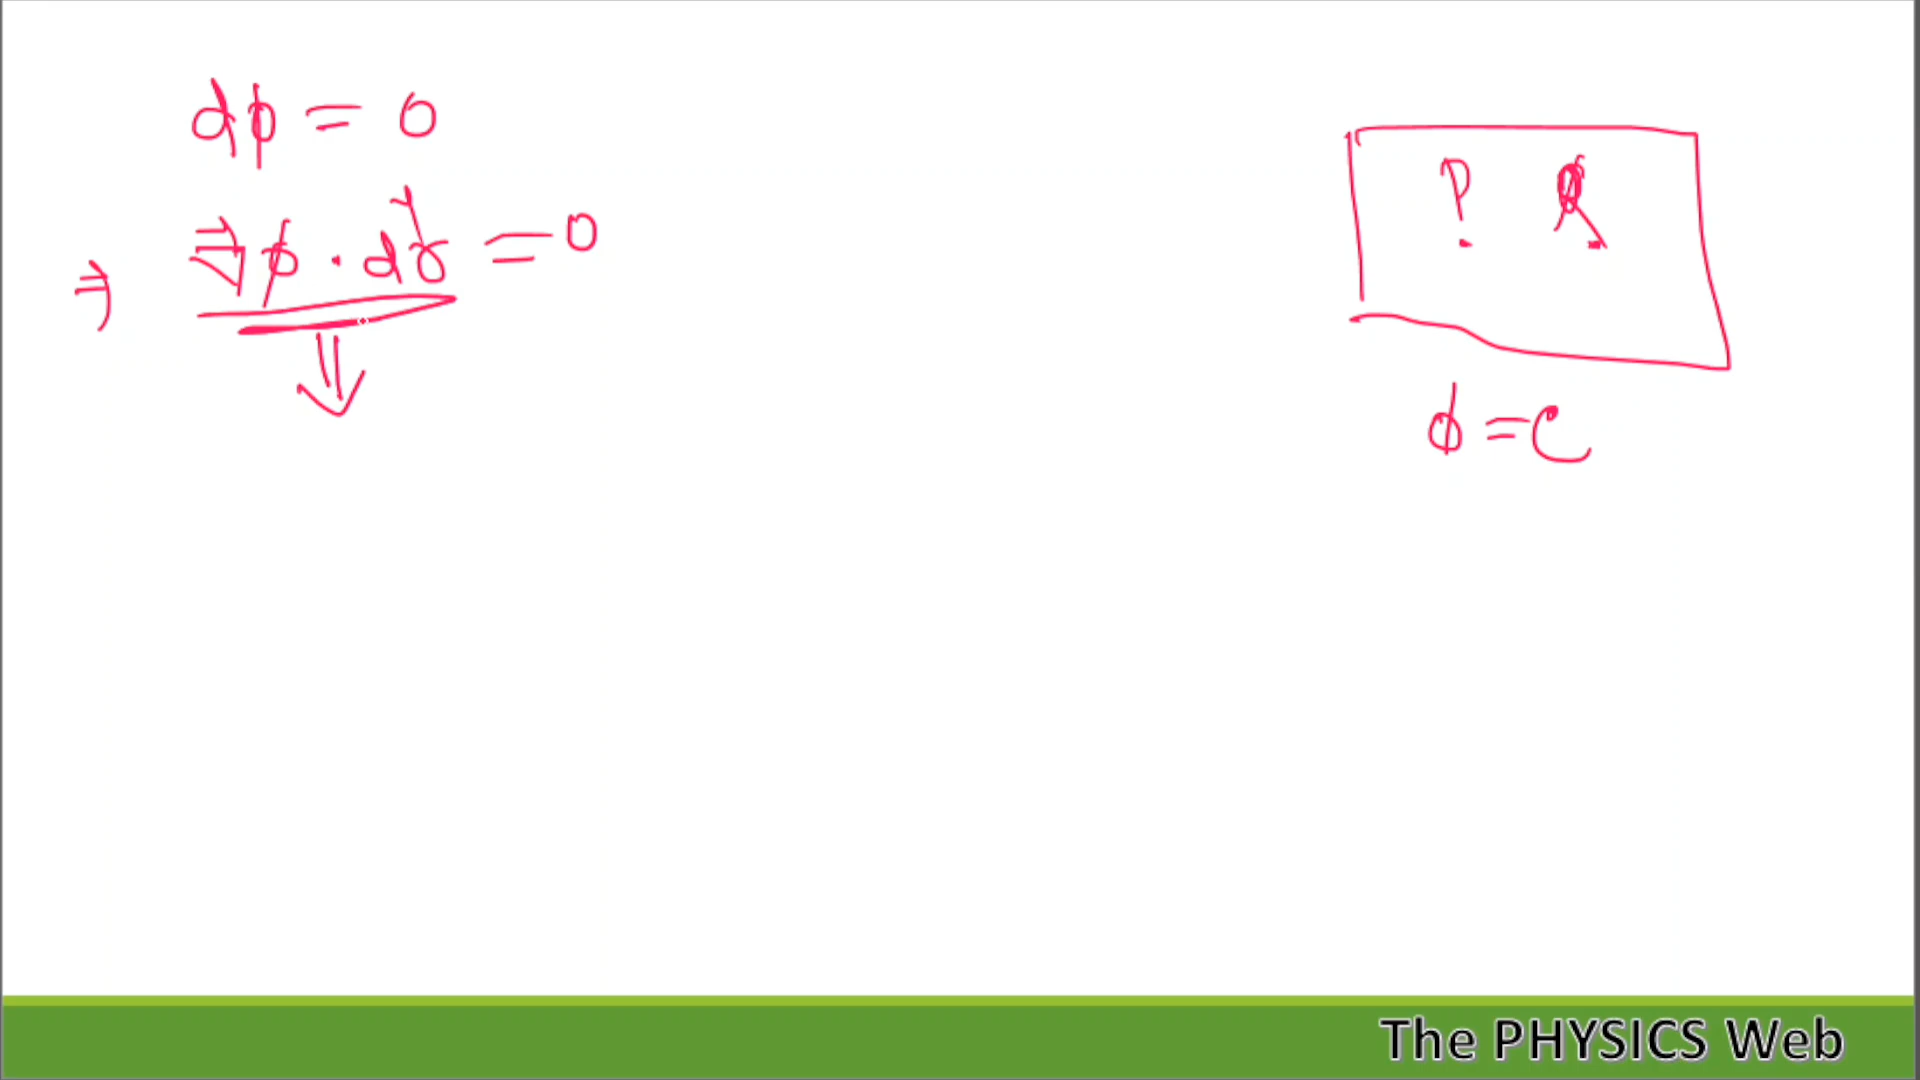 dϕ = 0
⇒ ∇⃗ϕ · dr⃗ = 0
⇓
P Q
ϕ = C
The PHYSICS Web